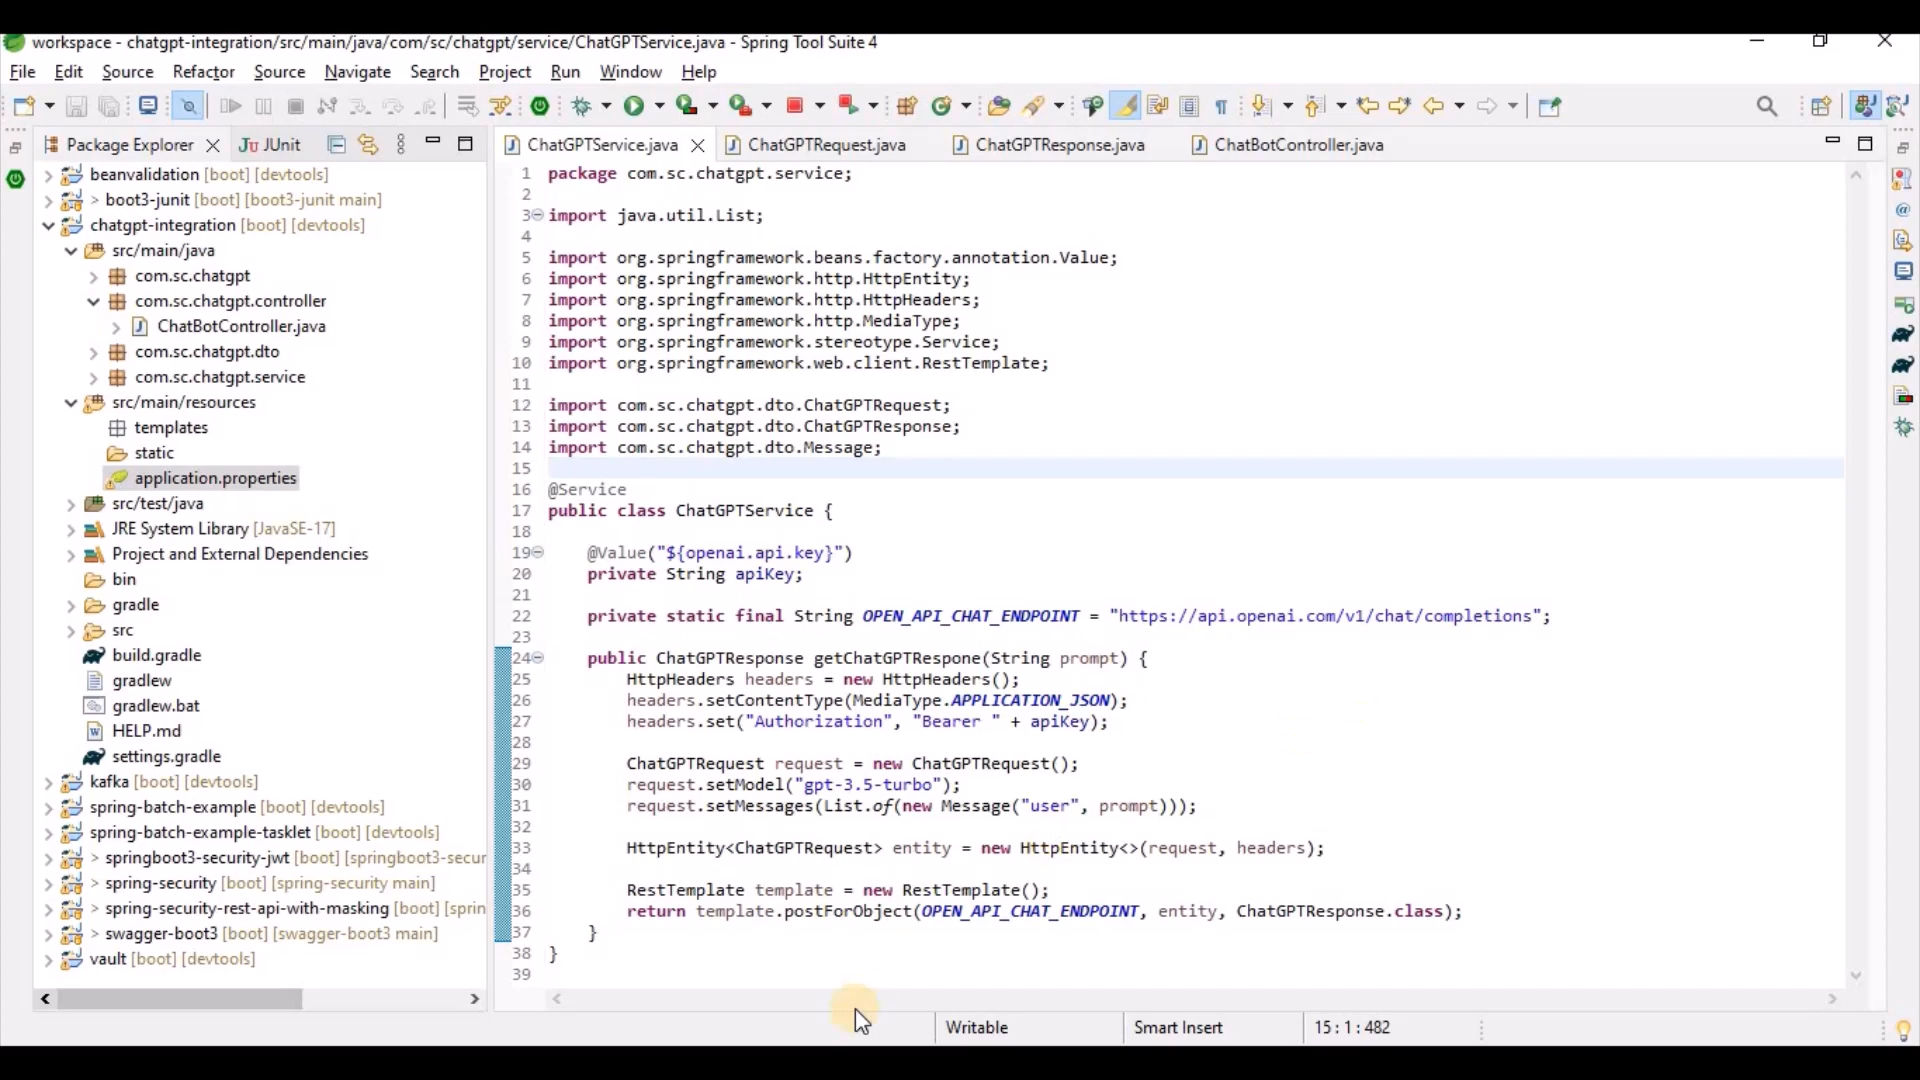 workspace - chatgpt-integration/src/main/java/com/sc/chatgpt/service/ChatGPTService.java - Spring Tool Suite 4
File Edit Source Refactor Source Navigate Search Project Run Window Help
Package Explorer JUnit
ChatGPTService.java ChatGPTRequest.java ChatGPTResponse.java ChatBotController.java
beanvalidation [boot] [devtools]
> boot3-junit [boot] [boot3-junit main]
chatgpt-integration [boot] [devtools]
src/main/java
com.sc.chatgpt
com.sc.chatgpt.controller
ChatBotController.java
com.sc.chatgpt.dto
com.sc.chatgpt.service
src/main/resources
templates
static
application.properties
src/test/java
JRE System Library [JavaSE-17]
Project and External Dependencies
bin
gradle
src
build.gradle
gradlew
gradlew.bat
HELP.md
settings.gradle
kafka [boot] [devtools]
spring-batch-example [boot] [devtools]
spring-batch-example-tasklet [boot] [devtools]
> springboot3-security-jwt [boot] [springboot3-secur
> spring-security [boot] [spring-security main]
> spring-security-rest-api-with-masking [boot] [sprin
> swagger-boot3 [boot] [swagger-boot3 main]
vault [boot] [devtools]
1 package com.sc.chatgpt.service;
2
3 import java.util.List;
4
5 import org.springframework.beans.factory.annotation.Value;
6 import org.springframework.http.HttpEntity;
7 import org.springframework.http.HttpHeaders;
8 import org.springframework.http.MediaType;
9 import org.springframework.stereotype.Service;
10 import org.springframework.web.client.RestTemplate;
11
12 import com.sc.chatgpt.dto.ChatGPTRequest;
13 import com.sc.chatgpt.dto.ChatGPTResponse;
14 import com.sc.chatgpt.dto.Message;
15
16 @Service
17 public class ChatGPTService {
18
19 @Value("${openai.api.key}")
20 private String apiKey;
21
22 private static final String OPEN_API_CHAT_ENDPOINT = "https://api.openai.com/v1/chat/completions";
23
24 public ChatGPTResponse getChatGPTRespone(String prompt) {
25 HttpHeaders headers = new HttpHeaders();
26 headers.setContentType(MediaType.APPLICATION_JSON);
27 headers.set("Authorization", "Bearer " + apiKey);
28
29 ChatGPTRequest request = new ChatGPTRequest();
30 request.setModel("gpt-3.5-turbo");
31 request.setMessages(List.of(new Message("user", prompt)));
32
33 HttpEntity<ChatGPTRequest> entity = new HttpEntity<>(request, headers);
34
35 RestTemplate template = new RestTemplate();
36 return template.postForObject(OPEN_API_CHAT_ENDPOINT, entity, ChatGPTResponse.class);
37 }
38 }
39
Writable Smart Insert 15 : 1 : 482